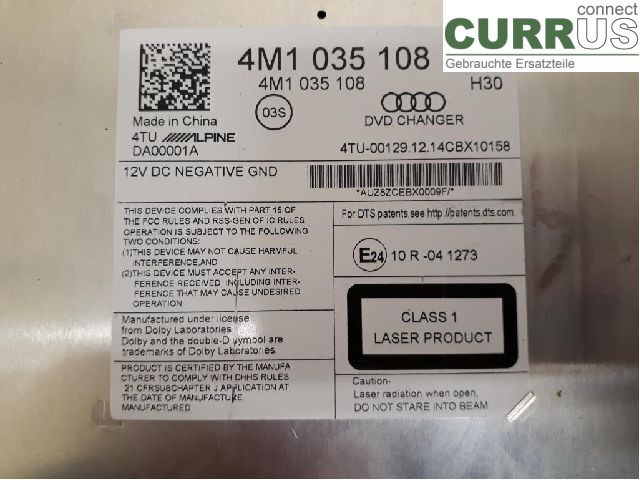 connect
CURRUS
Gebrauchte Ersatzteile
4M1 035 108
4M1 035 108
H30
Made in China
03S
4TU ALPINE
DVD CHANGER
DA00001A
4TU-00129.12.14CBX10158
12V DC NEGATIVE GND
*AUZ8ZCEBX0009F/*
THIS DEVICE COMPLIES WITH PART 15 OF
THE FCC RULES AND RSS-GEN OF IC RULES
OPERATION IS SUBJECT TO THE FOLLOWING
TWO CONDITIONS:
(1)THIS DEVICE MAY NOT CAUSE HARMFUL
INTERFERENCE,AND
(2)THIS DEVICE MUST ACCEPT ANY INTER-
FERENCE RECEIVED, INCLUDING INTER-
FERENCE THAT MAY CAUSE UNDESIRED
OPERATION
For DTS patents see http://patents.dts.com.
E24 10 R -04 1273
CLASS 1
LASER PRODUCT
Manufactured under license
from Dolby Laboratories
Dolby and the double-D symbol are
trademarks of Dolby Laboratories.
PRODUCT IS CERTIFIED BY THE MANUFA
CTURER TO COMPLY WITH DHHS RULES
21 CFRSUBCHAPTER J APPLICATION AT
THE DATE OF MANUFACTURE.
MANUFACTURED:
Caution-
Laser radiation when open,
DO NOT STARE INTO BEAM